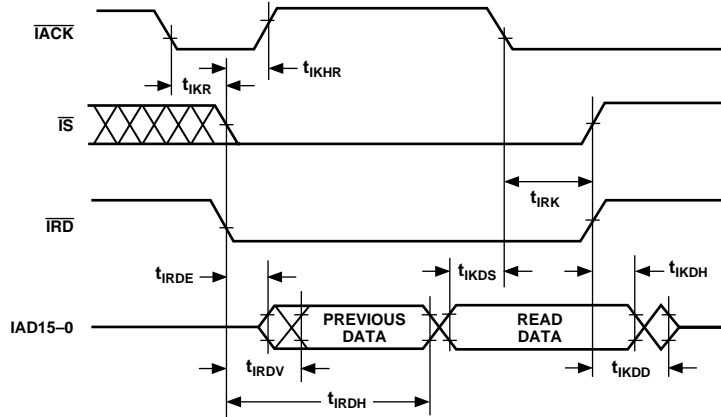 IACK
tIKR
tIKHR
IS
tIRK
IRD
tIRDE
tIKDS
tIKDH
IAD15–0
PREVIOUS
DATA
READ
DATA
tIRDV
tIKDD
tIRDH